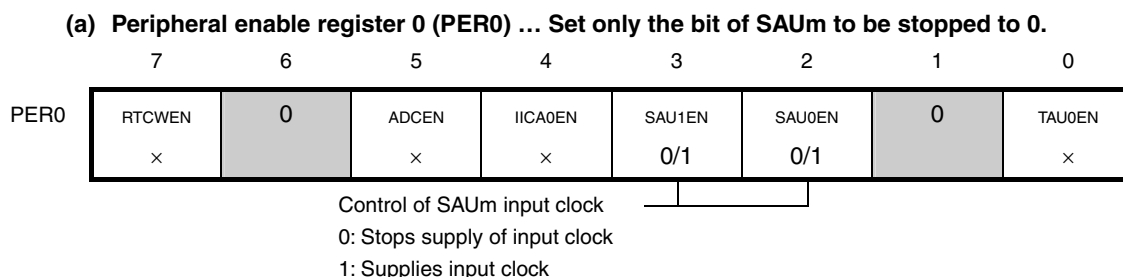 (a) Peripheral enable register 0 (PER0) … Set only the bit of SAUm to be stopped to 0.
7 6 5 4 3 2 1 0
PER0 RTCWEN 0 ADCEN IICA0EN SAU1EN SAU0EN 0 TAU0EN
× × × 0/1 0/1 ×
Control of SAUm input clock
0: Stops supply of input clock
1: Supplies input clock